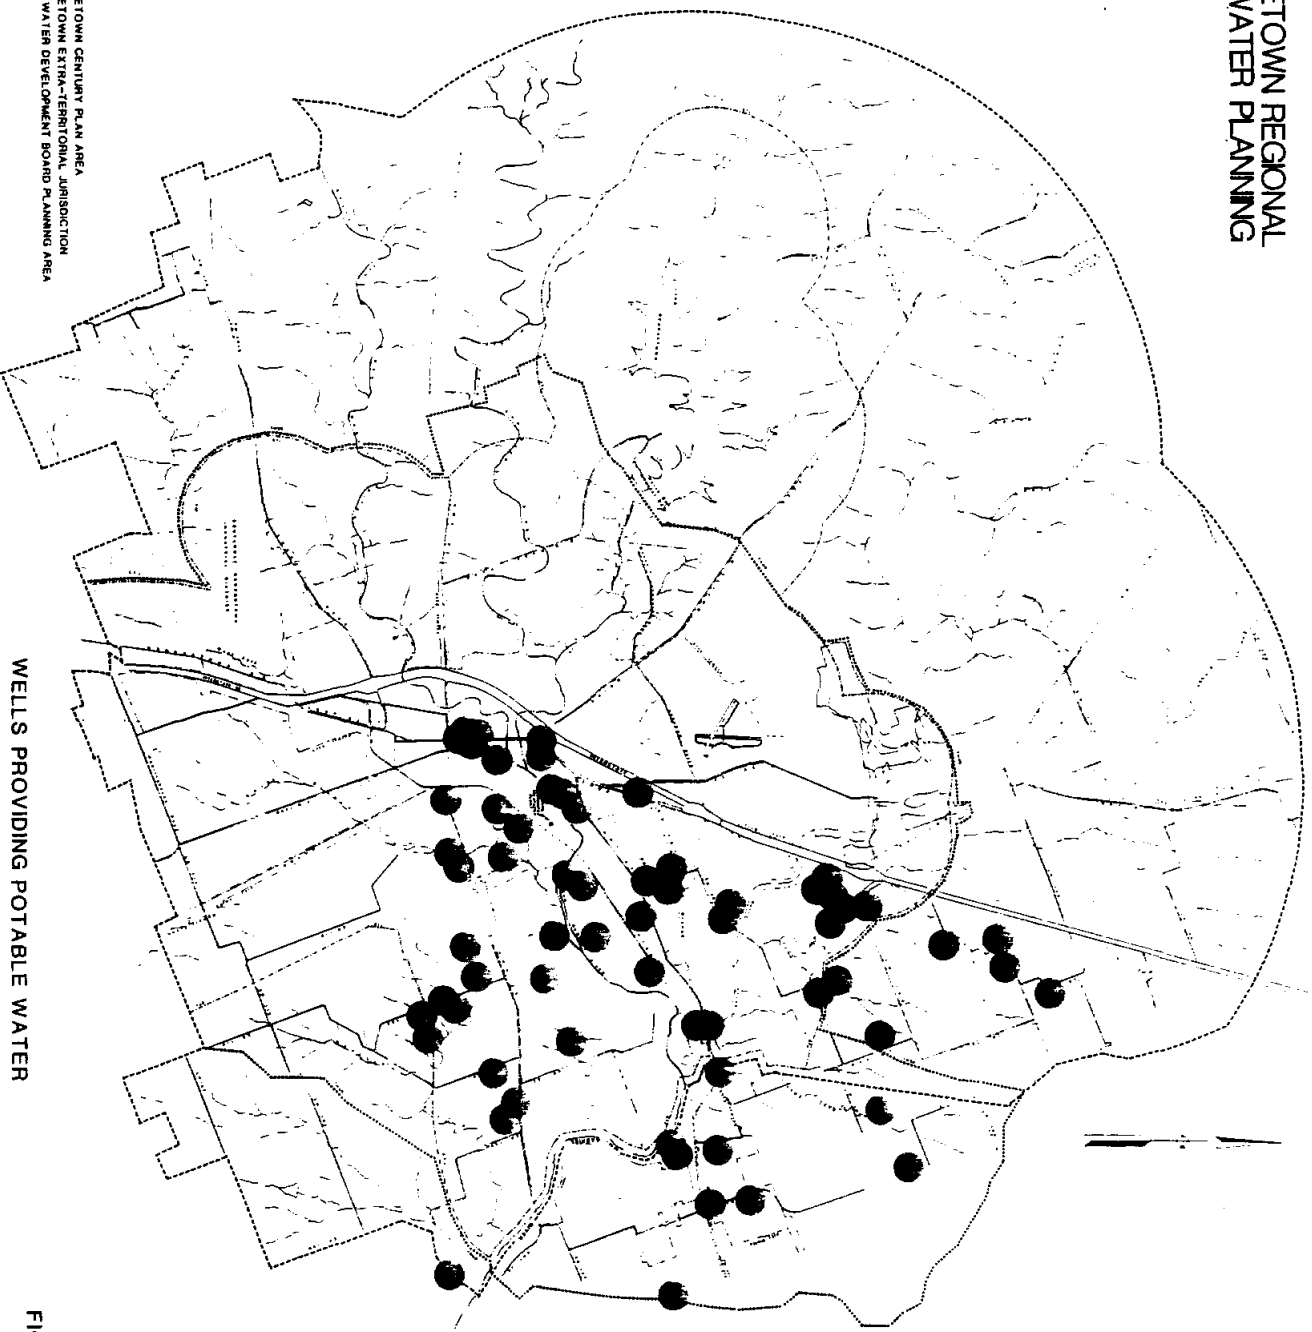 ETOWN REGIONAL
WATER PLANNING
ETOWN CENTURY PLAN AREA
ETOWN EXTRA-TERRITORIAL JURISDICTION
WATER DEVELOPMENT BOARD PLANNING AREA
WELLS PROVIDING POTABLE WATER